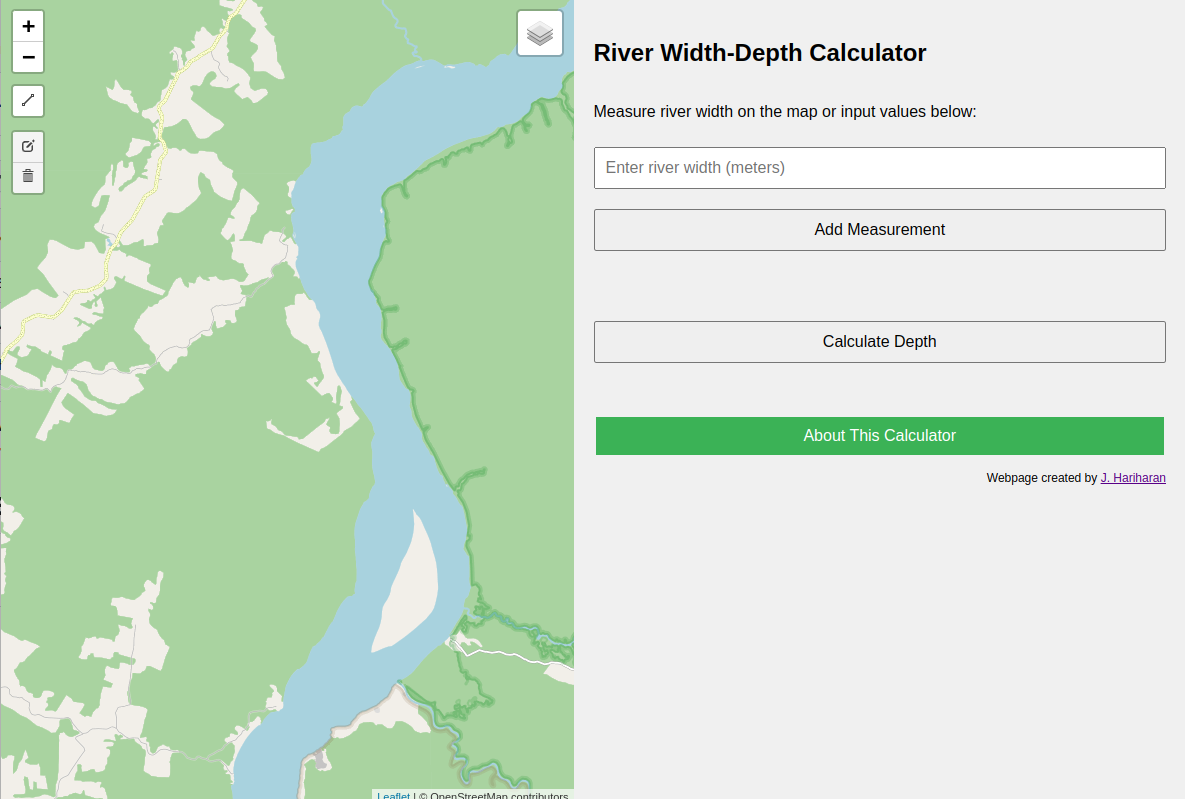 +
−
River Width-Depth Calculator
Measure river width on the map or input values below:
Enter river width (meters)
Add Measurement
Calculate Depth
About This Calculator
Webpage created by J. Hariharan
Leaflet | © OpenStreetMap contributors